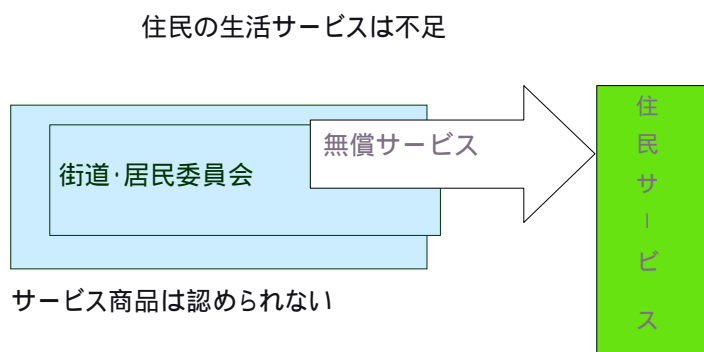 住民の生活サービスは不足
無償サービス
街道·居民委員会
サービス商品は認められない
住民サービス